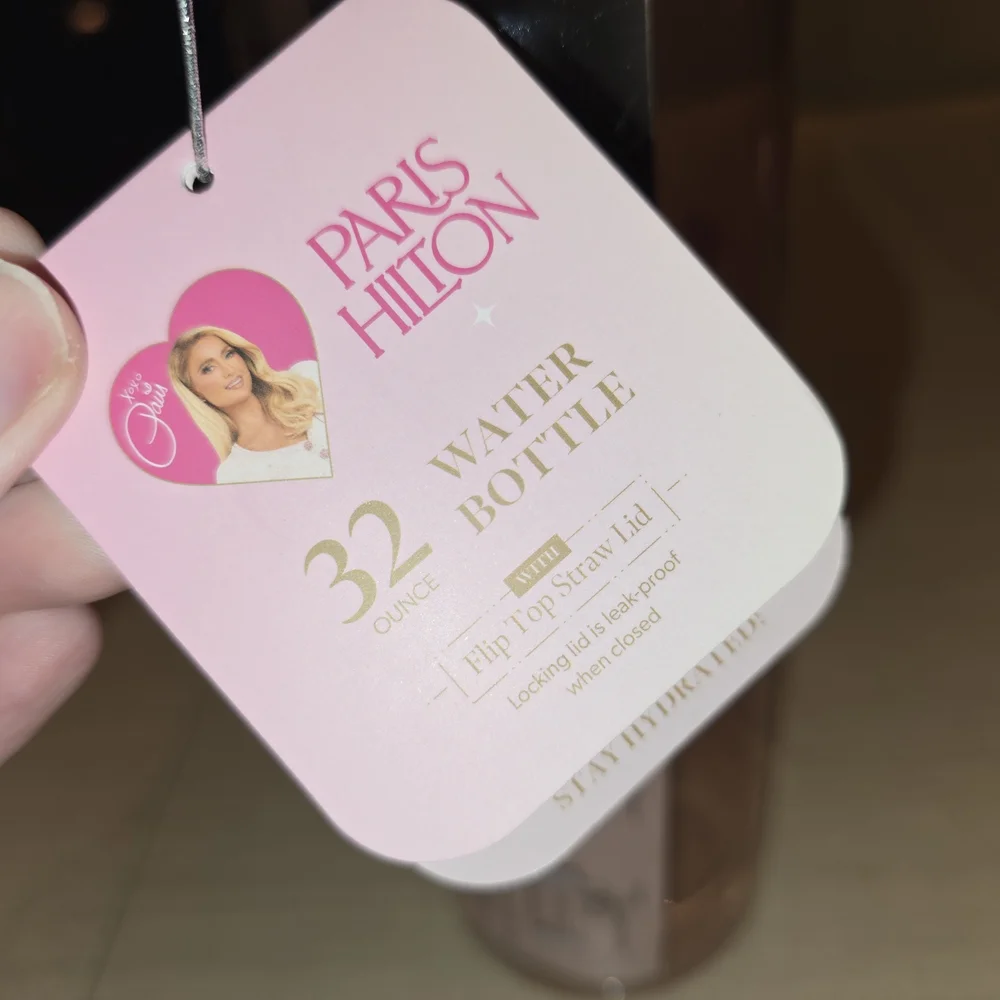 PARIS
HILTON
xoxo
Paris
32
OUNCE
WATER
BOTTLE
WITH
Flip Top Straw Lid
Locking lid is leak-proof
when closed
STAY HYDRATED!